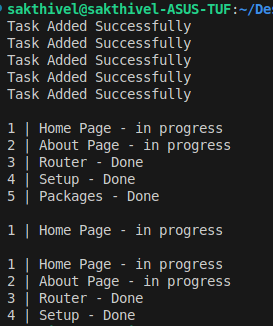 sakthivel@sakthivel-ASUS-TUF:~/De
Task Added Successfully
Task Added Successfully
Task Added Successfully
Task Added Successfully
Task Added Successfully
1 | Home Page - in progress
2 | About Page - in progress
3 | Router - Done
4 | Setup - Done
5 | Packages - Done
1 | Home Page - in progress
1 | Home Page - in progress
2 | About Page - in progress
3 | Router - Done
4 | Setup - Done